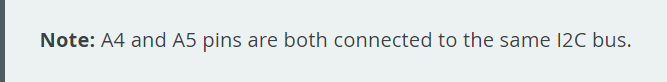 Note: A4 and A5 pins are both connected to the same I2C bus.